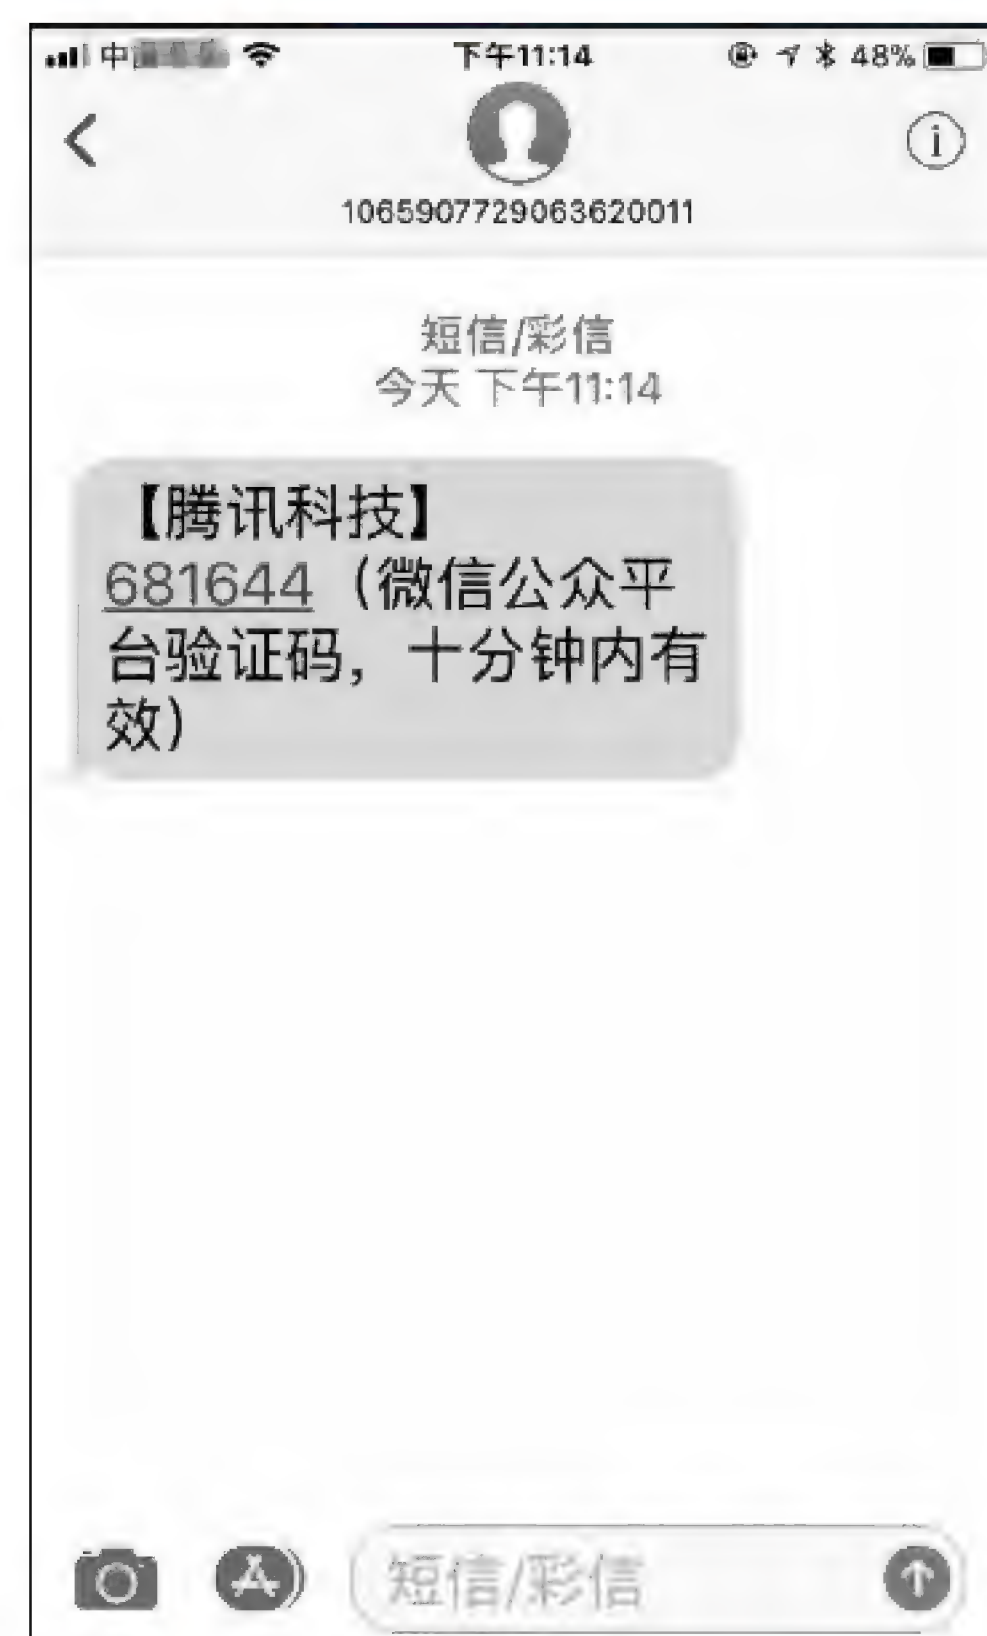 中
下午11:14
48%
1065907729063620011
短信/彩信
今天 下午11:14
【腾讯科技】
681644（微信公众平
台验证码，十分钟内有
效）
短信/彩信